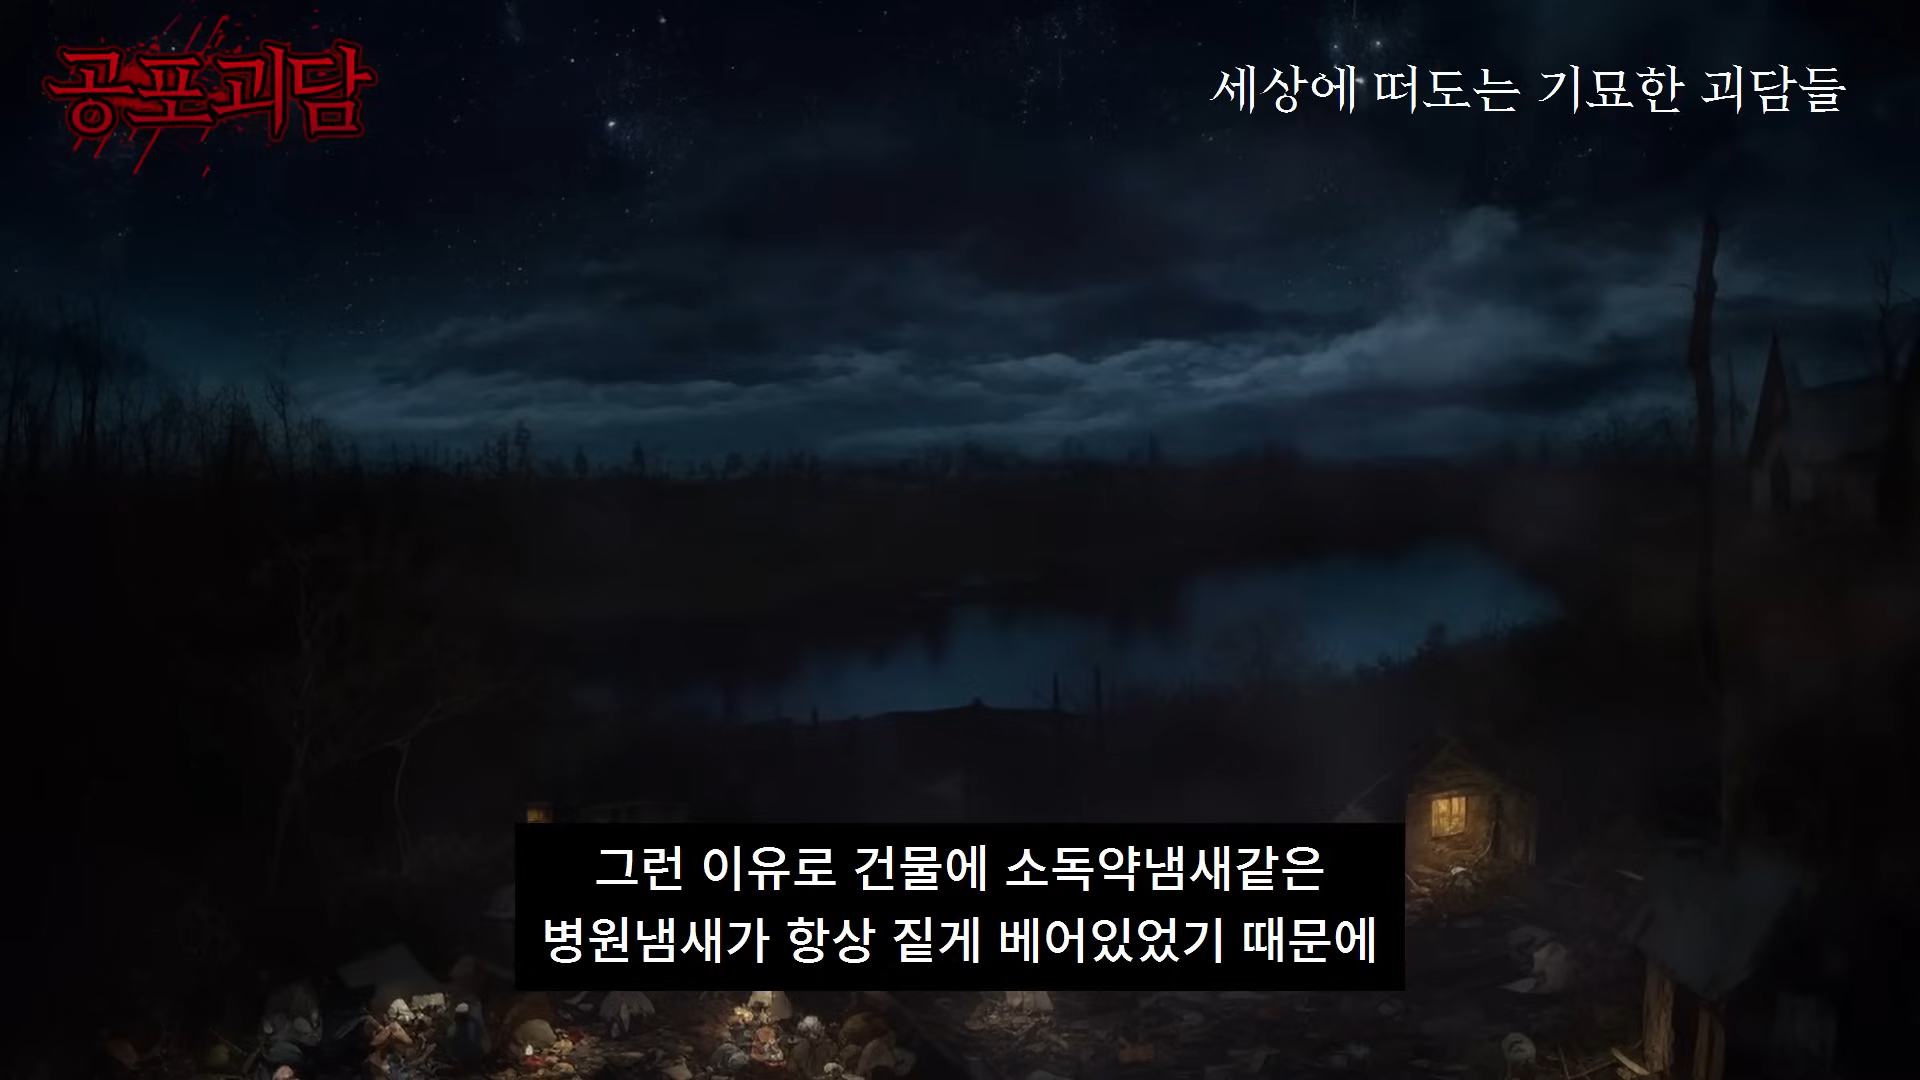 공포괴담
세상에 떠도는 기묘한 괴담들
그런 이유로 건물에 소독약냄새같은
병원냄새가 항상 짙게 베어있었기 때문에